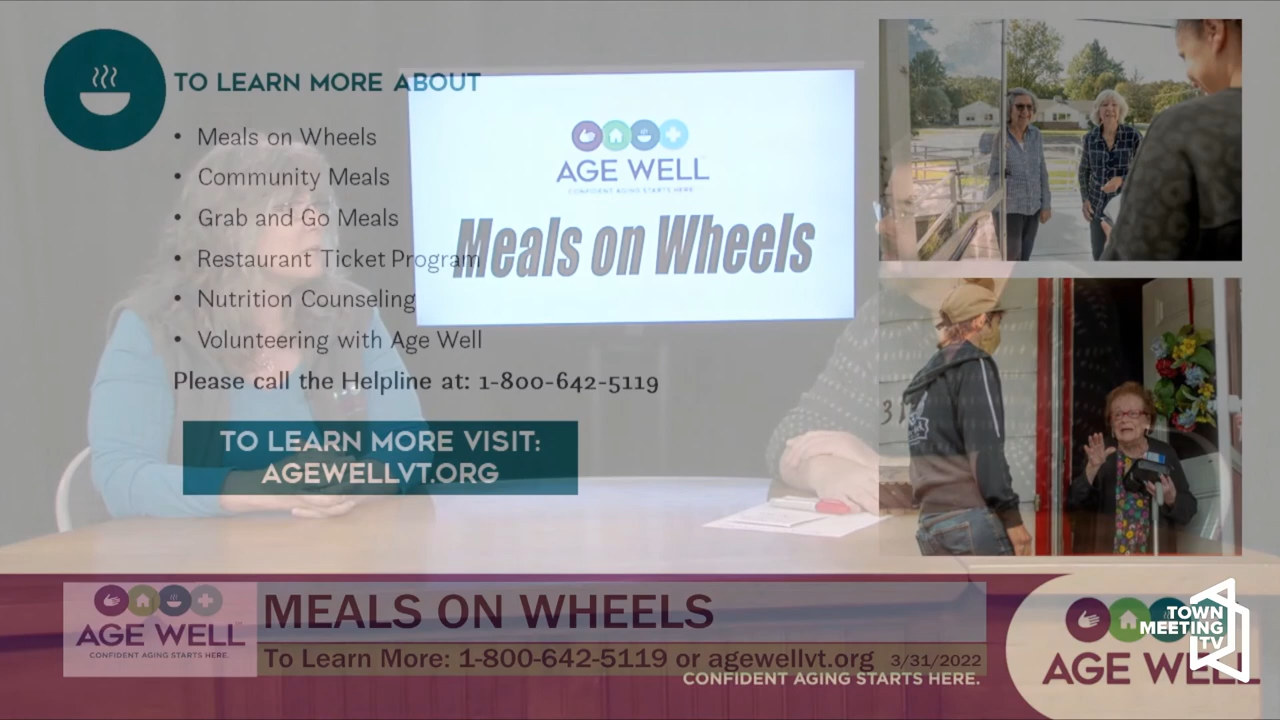 TO LEARN MORE ABOUT
• Meals on Wheels
• Community Meals
• Grab and Go Meals
• Restaurant Ticket Program
• Nutrition Counseling
• Volunteering with Age Well
Please call the Helpline at: 1-800-642-5119
TO LEARN MORE VISIT:
AGEWELLVT.ORG
AGE WELL
CONFIDENT AGING STARTS HERE.
Meals on Wheels
AGE WELL
CONFIDENT AGING STARTS HERE.
MEALS ON WHEELS
To Learn More: 1-800-642-5119 or agewellvt.org 3/31/2022
CONFIDENT AGING STARTS HERE.
AGE WELL
TOWN
MEETING
TV